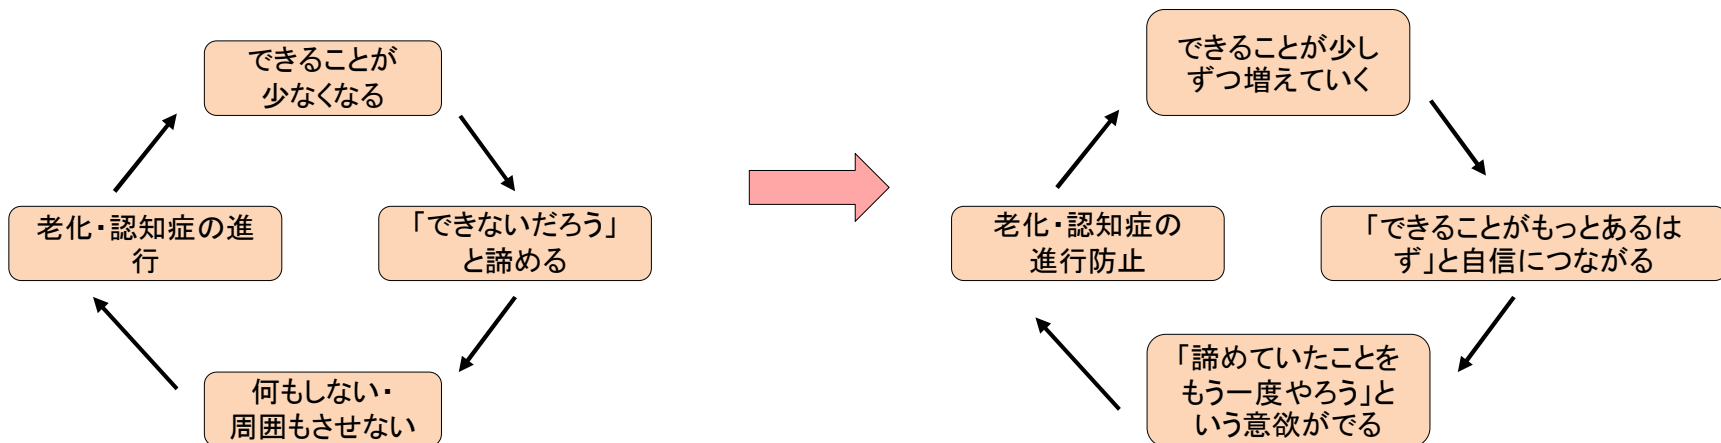 できることが
少なくなる
「できないだろう」
と諦める
何もしない・
周囲もさせない
老化・認知症の進
行
できることが少し
ずつ増えていく
「できることがもっとあるは
ず」と自信につながる
「諦めていたことを
もう一度やろう」と
いう意欲がでる
老化・認知症の
進行防止